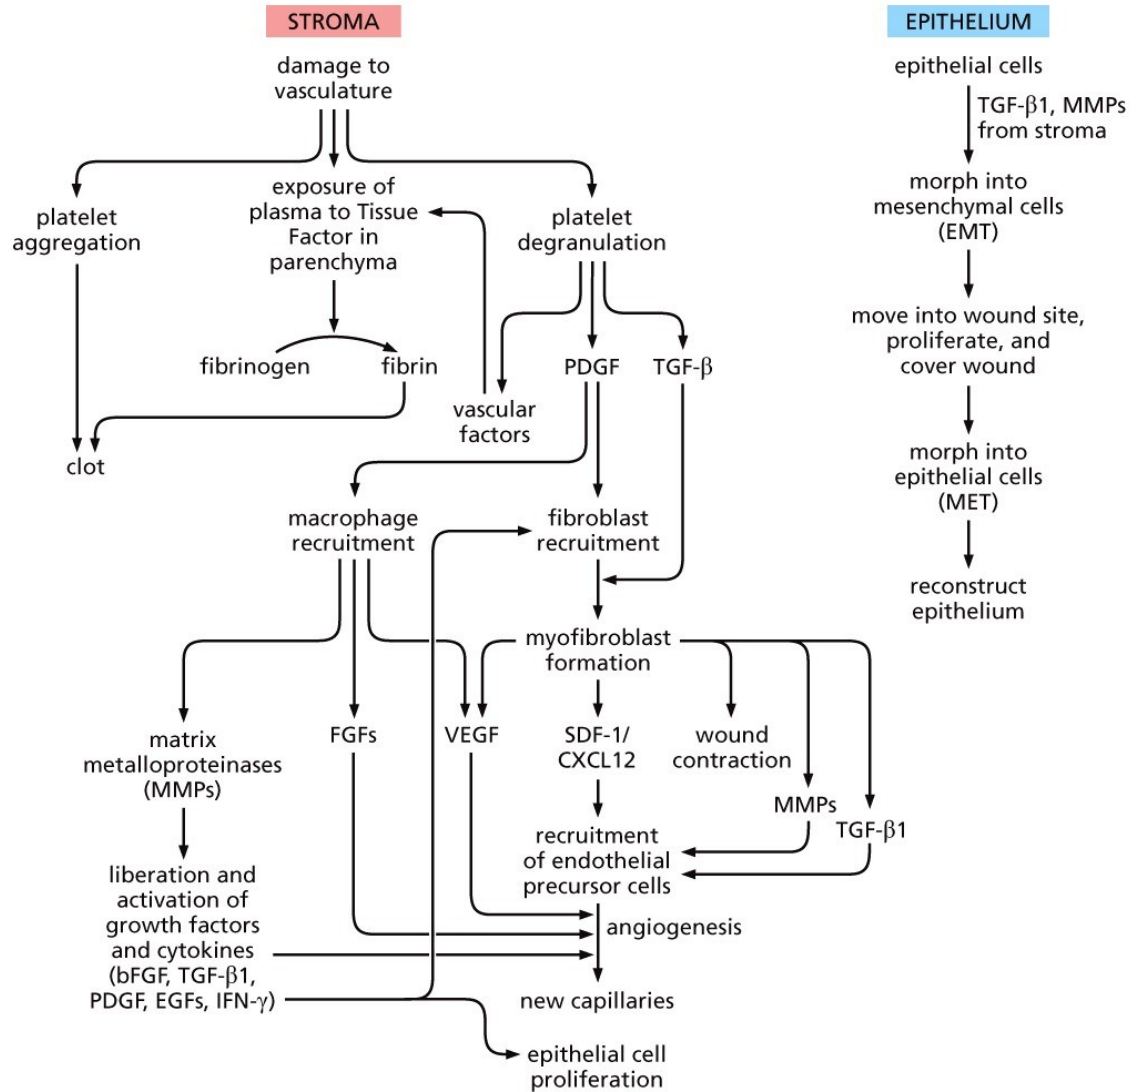 STROMA
damage to
vasculature
platelet
aggregation
exposure of
plasma to Tissue
Factor in
parenchyma
platelet
degranulation
fibrinogen
fibrin
vascular
factors
PDGF
TGF-β
clot
macrophage
recruitment
fibroblast
recruitment
myofibroblast
formation
matrix
metalloproteinases
(MMPs)
FGFs
VEGF
SDF-1/
CXCL12
wound
contraction
MMPs
TGF-β1
liberation and
activation of
growth factors
and cytokines
(bFGF, TGF-β1,
PDGF, EGFs, IFN-γ)
recruitment
of endothelial
precursor cells
angiogenesis
new capillaries
epithelial cell
proliferation
EPITHELIUM
epithelial cells
TGF-β1, MMPs
from stroma
morph into
mesenchymal cells
(EMT)
move into wound site,
proliferate, and
cover wound
morph into
epithelial cells
(MET)
reconstruct
epithelium